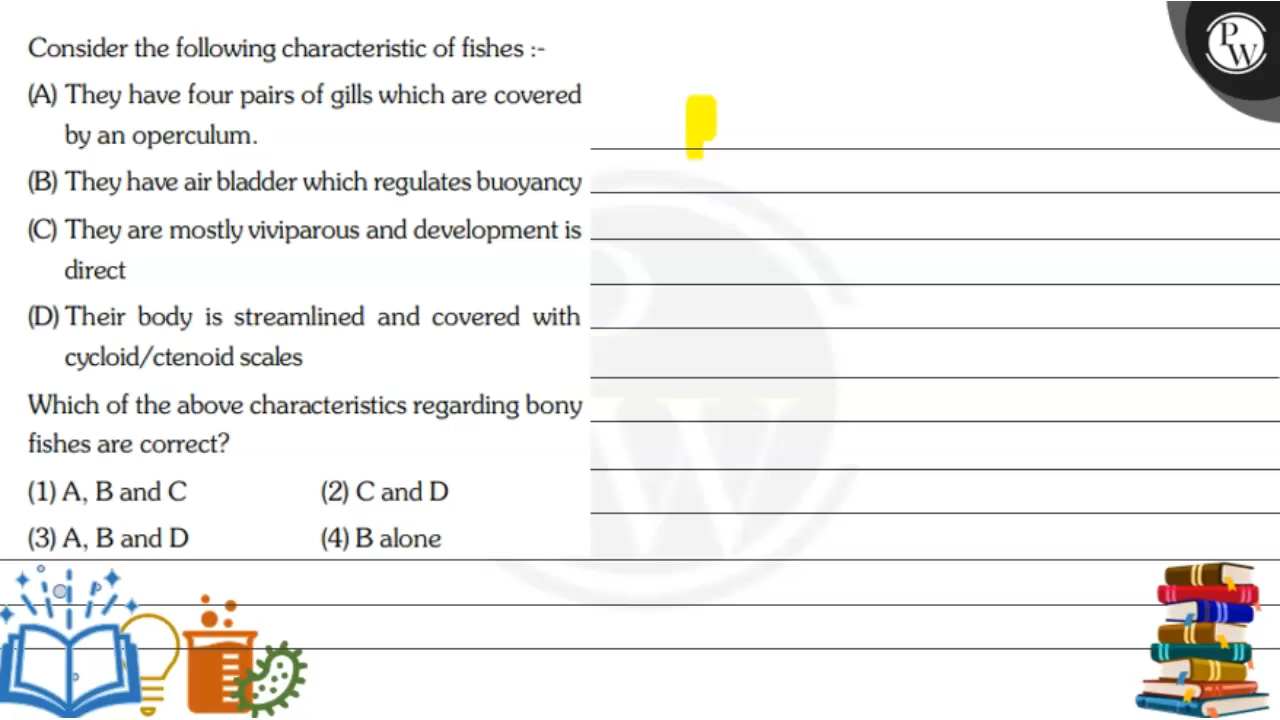 Consider the following characteristic of fishes :-
(A) They have four pairs of gills which are covered
by an operculum.
(B) They have air bladder which regulates buoyancy
(C) They are mostly viviparous and development is
direct
(D) Their body is streamlined and covered with
cycloid/ctenoid scales
Which of the above characteristics regarding bony
fishes are correct?
(1) A, B and C
(2) C and D
(3) A, B and D
(4) B alone
PW
PW